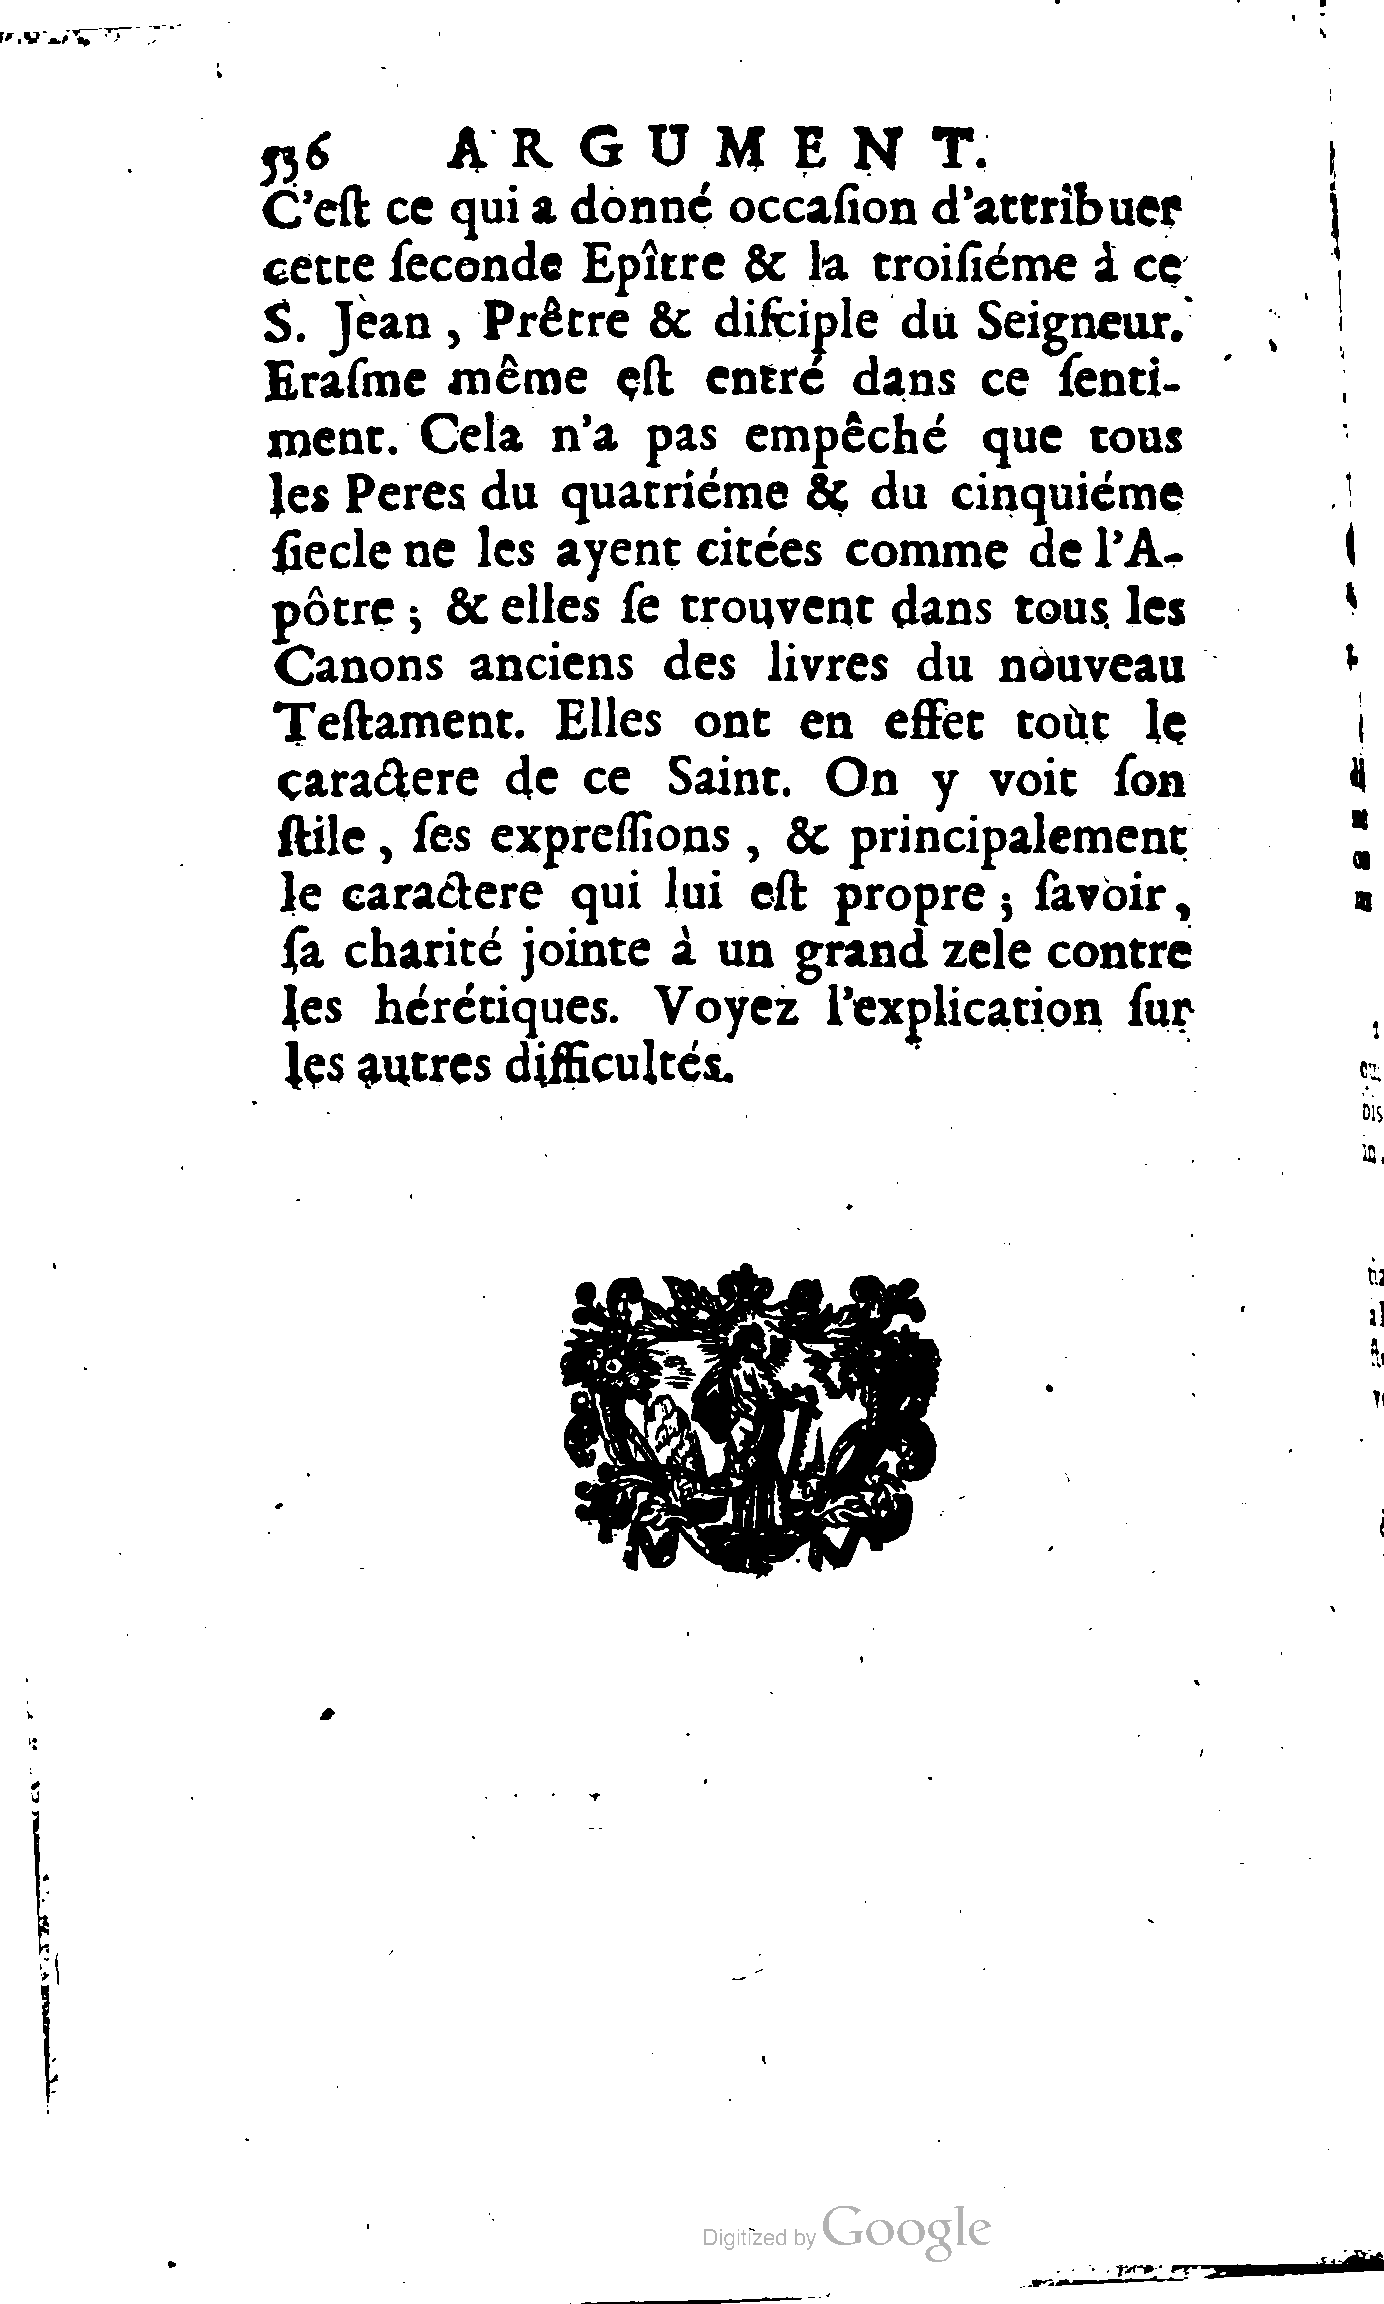 536 ARGUMENT.
C'eſt ce qui a donné occaſion d'attribuer
cette ſeconde Epître & la troiſiéme à ce
S. Jean, Prêtre & diſciple du Seigneur.
Eraſme même eſt entré dans ce ſenti-
ment. Cela n'a pas empêché que tous
les Peres du quatriéme & du cinquiéme
ſiecle ne les ayent citées comme de l'A-
pôtre ; & elles ſe trouvent dans tous les
Canons anciens des livres du nouveau
Teſtament. Elles ont en effet tout le
caractere de ce Saint. On y voit ſon
ſtile, ſes expreſſions, & principalement
le caractere qui lui eſt propre ; ſavoir,
ſa charité jointe à un grand zele contre
les hérétiques. Voyez l'explication ſur
les autres difficultés.
Digitized by Google